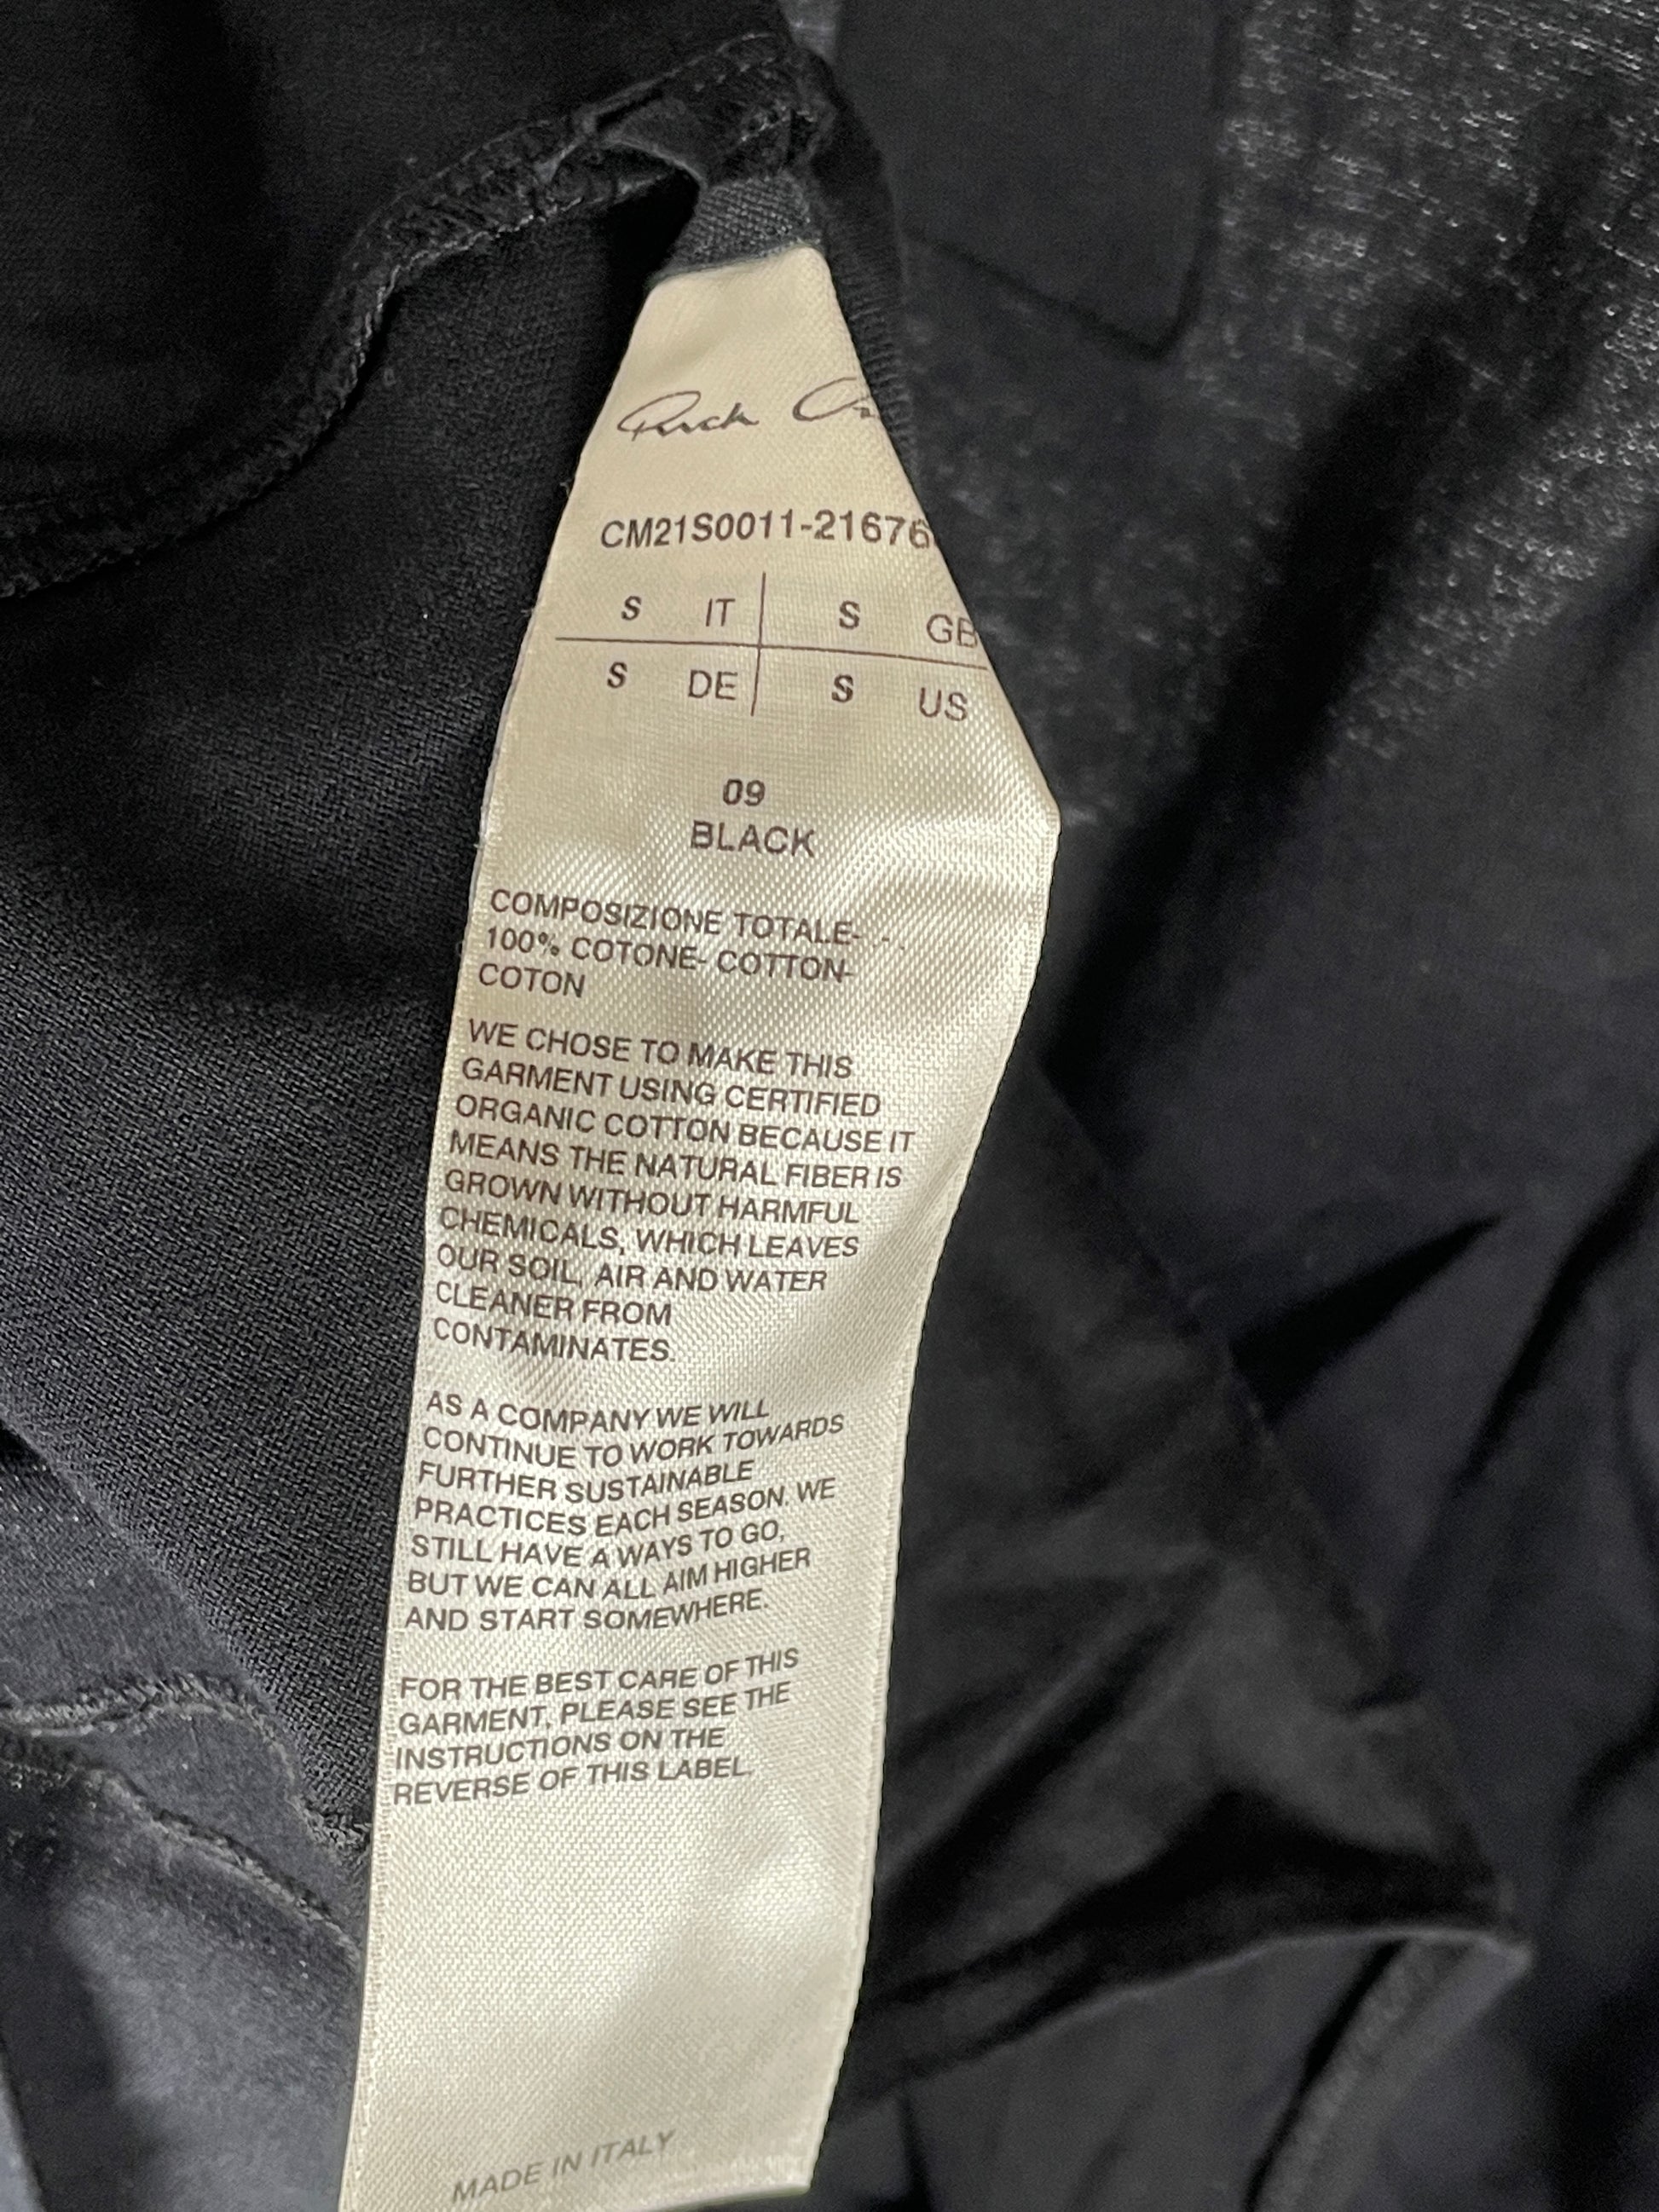 Rick
CM21S0011-21676
S IT S GB
S DE S US
09
BLACK
COMPOSIZIONE TOTALE- - .
100% COTONE- COTTON-
COTON
WE CHOSE TO MAKE THIS
GARMENT USING CERTIFIED
ORGANIC COTTON BECAUSE IT
MEANS THE NATURAL FIBER IS
GROWN WITHOUT HARMFUL
CHEMICALS, WHICH LEAVES
OUR SOIL, AIR AND WATER
CLEANER FROM
CONTAMINATES.
AS A COMPANY WE WILL
CONTINUE TO WORK TOWARDS
FURTHER SUSTAINABLE
PRACTICES EACH SEASON. WE
STILL HAVE A WAYS TO GO,
BUT WE CAN ALL AIM HIGHER
AND START SOMEWHERE.
FOR THE BEST CARE OF THIS
GARMENT, PLEASE SEE THE
INSTRUCTIONS ON THE
REVERSE OF THIS LABEL
MADE IN ITALY